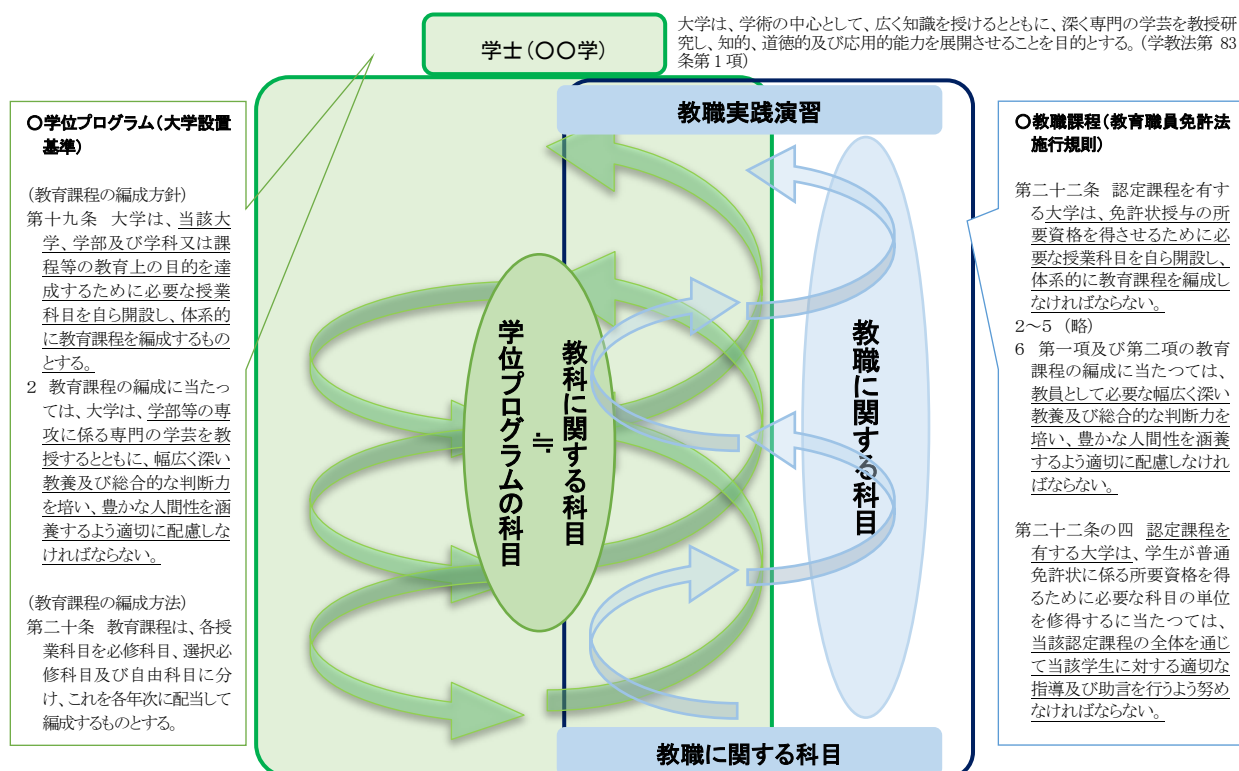 学士(〇〇学)
大学は、学術の中心として、広く知識を授けるとともに、深く専門の学芸を教授研
究し、知的、道徳的及び応用的能力を展開させることを目的とする。(学教法第 83
条第1項)
〇学位プログラム(大学設置
基準)
(教育課程の編成方針)
第十九条 大学は、当該大
学、学部及び学科又は課
程等の教育上の目的を達
成するために必要な授業
科目を自ら開設し、体系的
に教育課程を編成するもの
とする。
2 教育課程の編成に当たっ
ては、大学は、学部等の専
攻に係る専門の学芸を教
授するとともに、幅広く深い
教養及び総合的な判断力
を培い、豊かな人間性を涵
養するよう適切に配慮しな
ければならない。
(教育課程の編成方法)
第二十条 教育課程は、各授
業科目を必修科目、選択必
修科目及び自由科目に分
け、これを各年次に配当して
編成するものとする。
教職実践演習
教科に関する科目
≒
学位プログラムの科目
教職に関する科目
教職に関する科目
〇教職課程(教育職員免許法
施行規則)
第二十二条 認定課程を有す
る大学は、免許状授与の所
要資格を得させるために必
要な授業科目を自ら開設し、
体系的に教育課程を編成し
なければならない。
2~5 (略)
6 第一項及び第二項の教育
課程の編成に当たつては、
教員として必要な幅広く深い
教養及び総合的な判断力を
培い、豊かな人間性を涵養
するよう適切に配慮しなけれ
ばならない。
第二十二条の四 認定課程を
有する大学は、学生が普通
免許状に係る所要資格を得
るために必要な科目の単位
を修得するに当たつては、
当該認定課程の全体を通じ
て当該学生に対する適切な
指導及び助言を行うよう努め
なければならない。